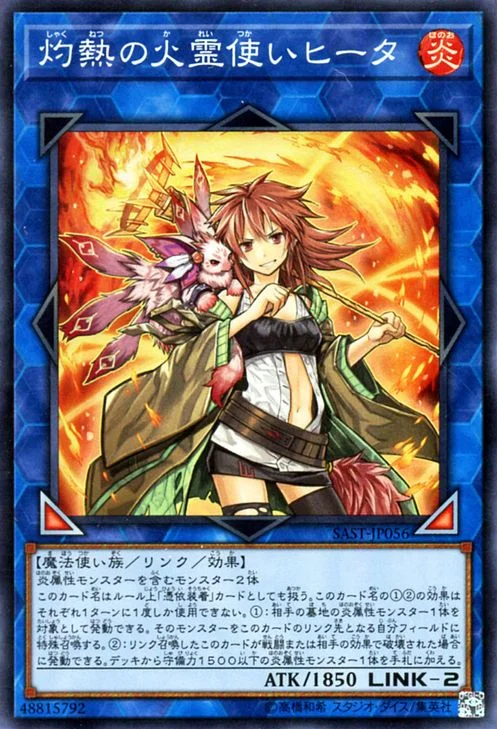 灼熱の火霊使いヒータ
炎
SAST-JP056
【魔法使い族／リンク／効果】
炎属性モンスターを含むモンスター2体
このカード名はルール上「憑依装着」カードとしても扱う。このカード名の①②の効果は
それぞれ1ターンに1度しか使用できない。①：相手の墓地の炎属性モンスター1体を
対象として発動できる。そのモンスターをこのカードのリンク先となる自分フィールドに
特殊召喚する。②：リンク召喚したこのカードが戦闘または相手の効果で破壊された場合
に発動できる。デッキから守備力1500以下の炎属性モンスター1体を手札に加える。
ATK/1850 LINK-2
48815792
©高橋和希 スタジオ・ダイス/集英社